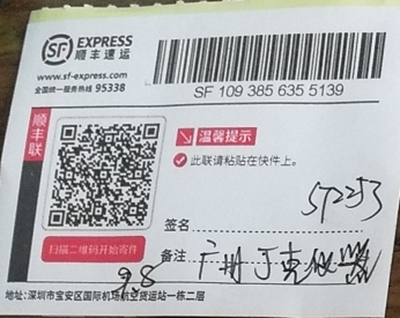 SF EXPRESS
顺丰速运
www.sf-express.com
全国统一服务热线 95338
SF 109 385 635 5139
顺丰联
温馨提示
此联请粘贴在快件上。
签名
备注 广州丁克仪器
扫描二维码开始寄件
9.8
地址:深圳市宝安区国际机场航空货运站一栋二层